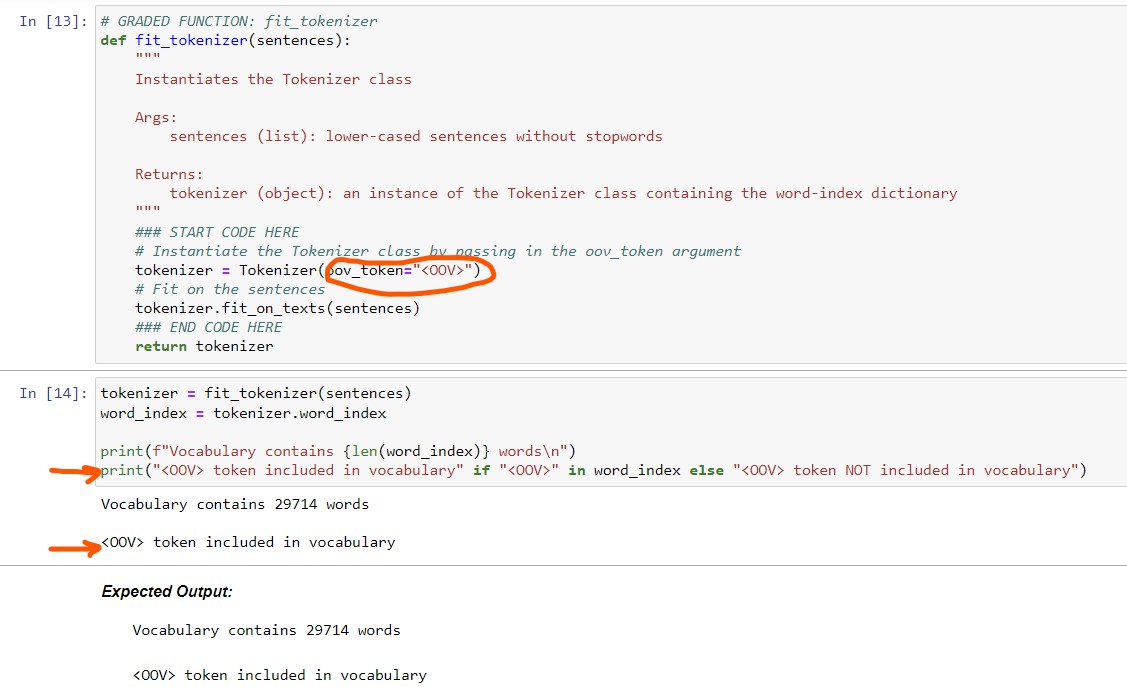 In [13]: # GRADED FUNCTION: fit_tokenizer
def fit_tokenizer(sentences):
"""
Instantiates the Tokenizer class
Args:
sentences (list): lower-cased sentences without stopwords
Returns:
tokenizer (object): an instance of the Tokenizer class containing the word-index dictionary
"""
### START CODE HERE
# Instantiate the Tokenizer class by passing in the oov_token argument
tokenizer = Tokenizer(oov_token="<OOV>")
# Fit on the sentences
tokenizer.fit_on_texts(sentences)
### END CODE HERE
return tokenizer
In [14]: tokenizer = fit_tokenizer(sentences)
word_index = tokenizer.word_index
print(f"Vocabulary contains {len(word_index)} words\n")
print("<OOV> token included in vocabulary" if "<OOV>" in word_index else "<OOV> token NOT included in vocabulary")
Vocabulary contains 29714 words
<OOV> token included in vocabulary
Expected Output:
Vocabulary contains 29714 words
<OOV> token included in vocabulary